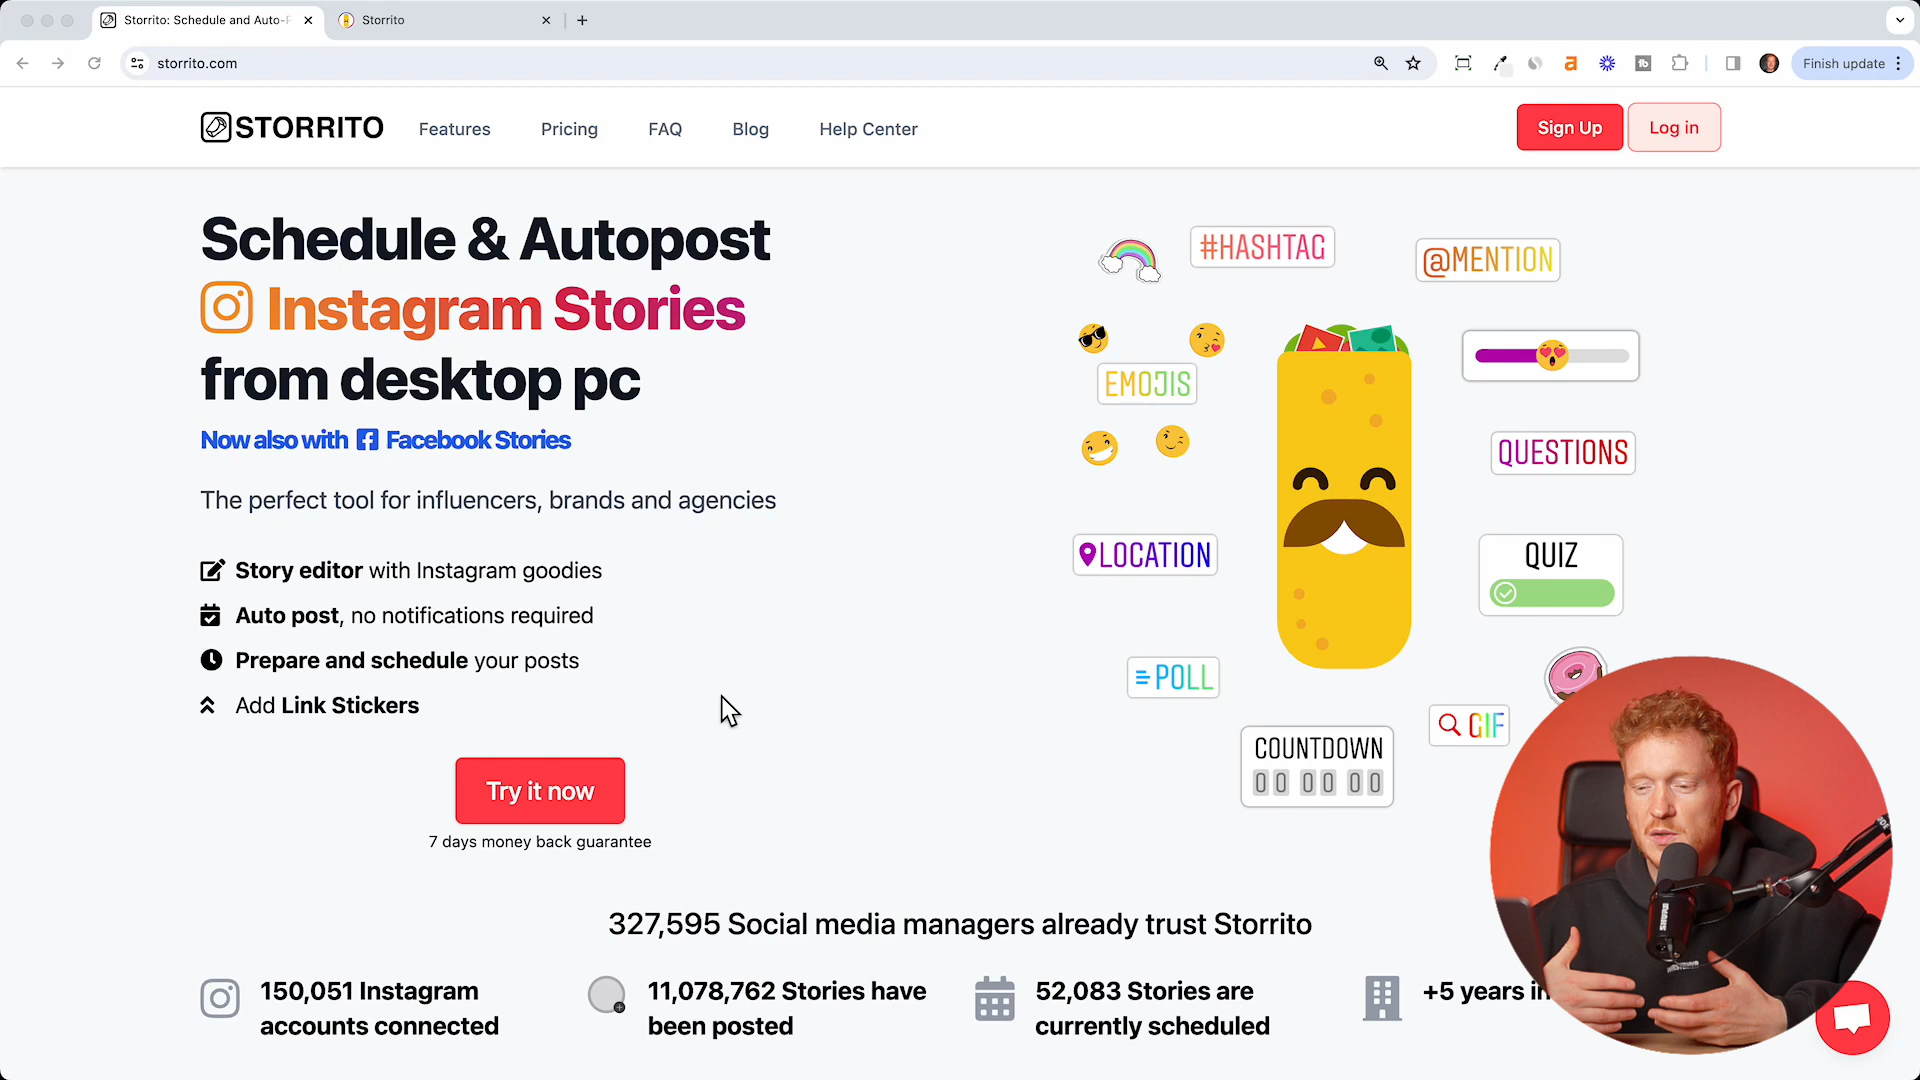 Storrito: Schedule and Auto-P
Storrito
storrito.com
Finish update
STORRITO
Features
Pricing
FAQ
Blog
Help Center
Sign Up
Log in
Schedule & Autopost
Instagram Stories
from desktop pc
Now also with Facebook Stories
The perfect tool for influencers, brands and agencies
Story editor with Instagram goodies
Auto post, no notifications required
Prepare and schedule your posts
Add Link Stickers
Try it now
7 days money back guarantee
#HASHTAG
@MENTION
EMOJIS
QUESTIONS
LOCATION
QUIZ
POLL
GIF
COUNTDOWN
00 00 00
327,595 Social media managers already trust Storrito
150,051 Instagram
accounts connected
11,078,762 Stories have
been posted
52,083 Stories are
currently scheduled
+5 years in
SHURE